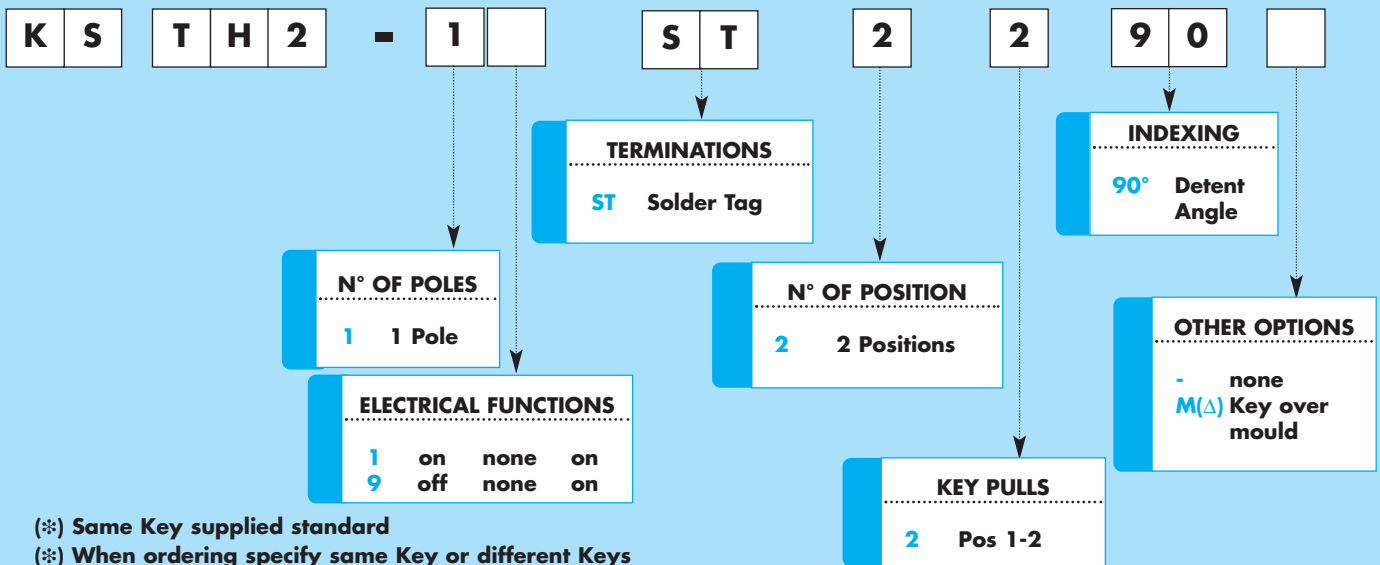 K S T H 2 - 1 S T 2 2 9 0
TERMINATIONS
ST Solder Tag
INDEXING
90° Detent
Angle
N° OF POLES
1 1 Pole
N° OF POSITION
2 2 Positions
OTHER OPTIONS
- none
M(Δ) Key over
mould
ELECTRICAL FUNCTIONS
1 on none on
9 off none on
KEY PULLS
2 Pos 1-2
(✻) Same Key supplied standard
(✻) When ordering specify same Key or different Keys